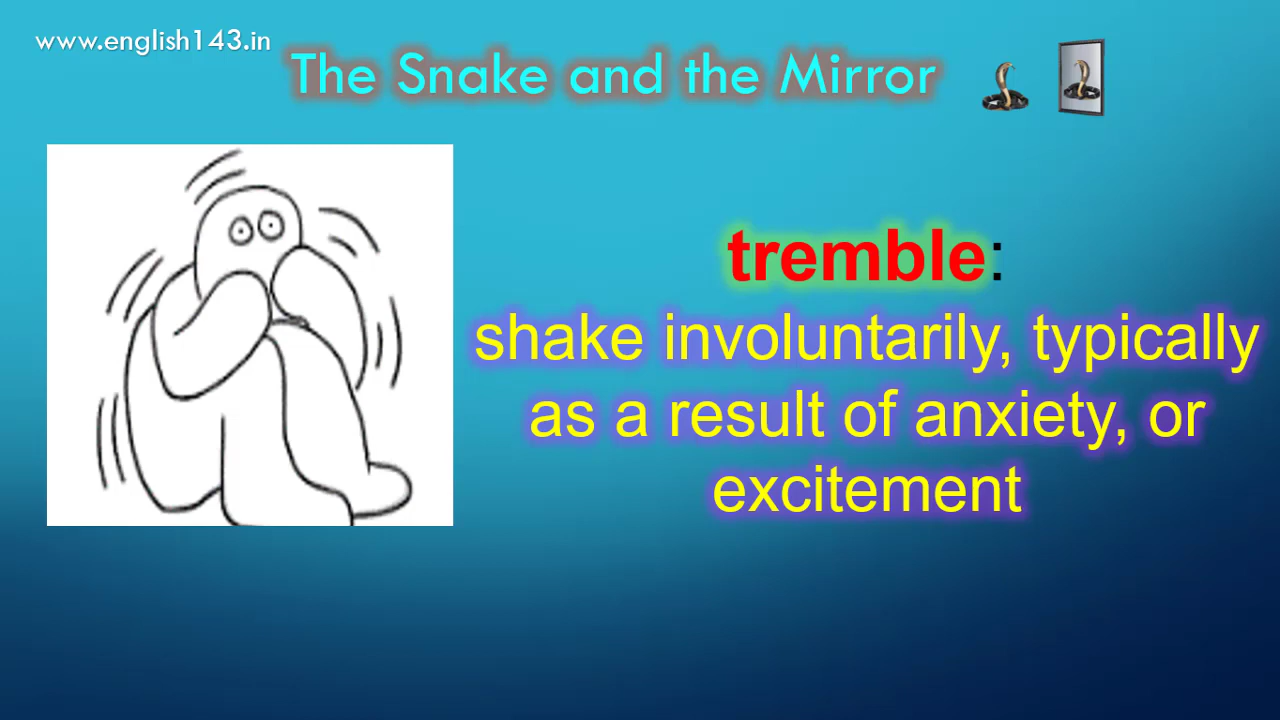 www.english143.in
The Snake and the Mirror
tremble:
shake involuntarily, typically
as a result of anxiety, or
excitement